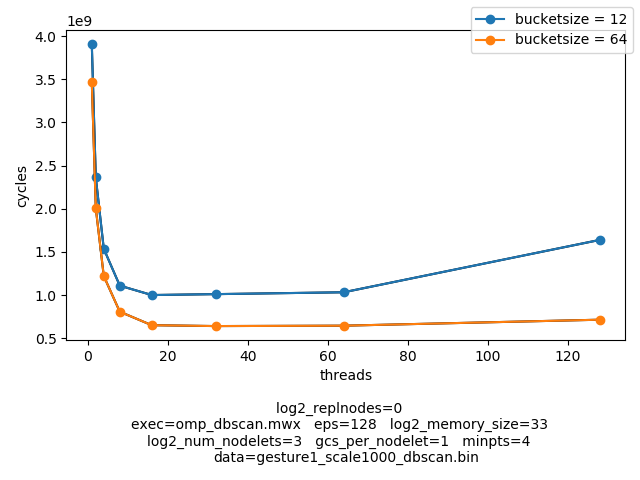 1e9
bucketsize = 12
bucketsize = 64
4.0
3.5
3.0
2.5
2.0
1.5
1.0
0.5
cycles
0 20 40 60 80 100 120
threads
log2_replnodes=0
exec=omp_dbscan.mwx eps=128 log2_memory_size=33
log2_num_nodelets=3 gcs_per_nodelet=1 minpts=4
data=gesture1_scale1000_dbscan.bin